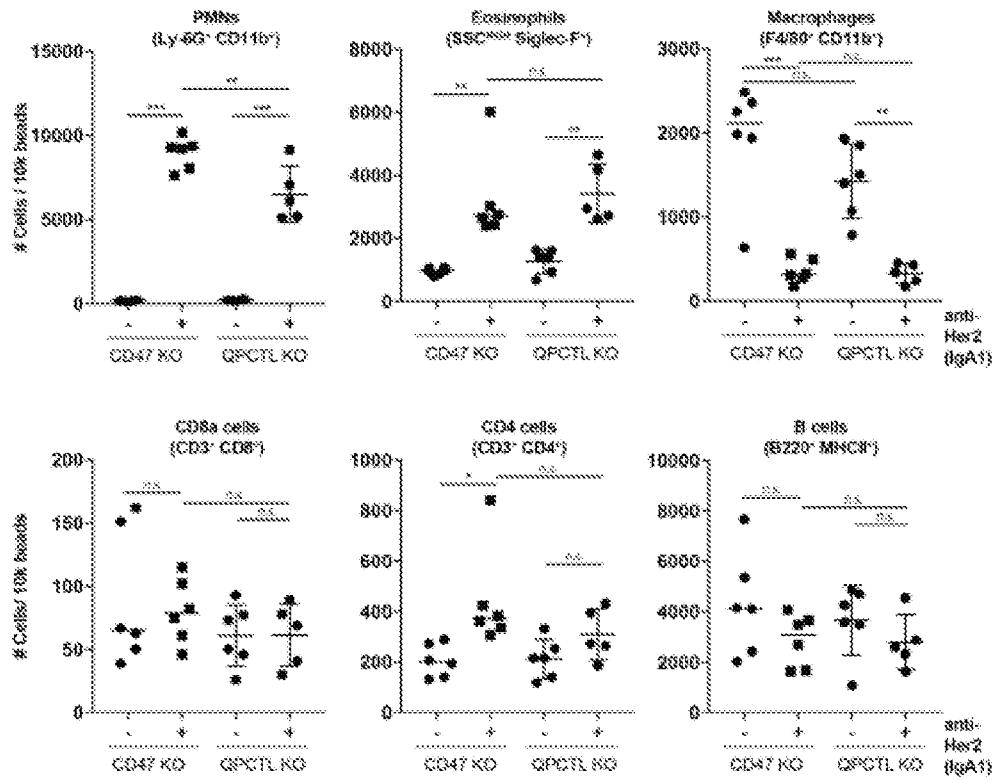 PMNs
(Ly-6G⁺ CD11b⁺)
# Cells / 10k beads
15000
10000
5000
0
***
***
**
- + - +
CD47 KO QPCTL KO
Eosinophils
(SSCʰⁱᵍʰ Siglec-F⁺)
8000
6000
4000
2000
0
**
n.s.
**
- + - +
CD47 KO QPCTL KO
Macrophages
(F4/80⁺ CD11b⁺)
3000
2000
1000
0
***
n.s.
n.s.
**
- + - +
CD47 KO QPCTL KO
anti-
Her2
(IgA1)
CD8a cells
(CD3⁺ CD8⁺)
# Cells/ 10k beads
200
150
100
50
0
n.s.
n.s.
n.s.
- + - +
CD47 KO QPCTL KO
CD4 cells
(CD3⁺ CD4⁺)
1000
800
600
400
200
0
*
n.s.
n.s.
- + - +
CD47 KO QPCTL KO
B cells
(B220⁺ MHCII⁺)
10000
8000
6000
4000
2000
0
n.s.
n.s.
n.s.
- + - +
CD47 KO QPCTL KO
anti-
Her2
(IgA1)